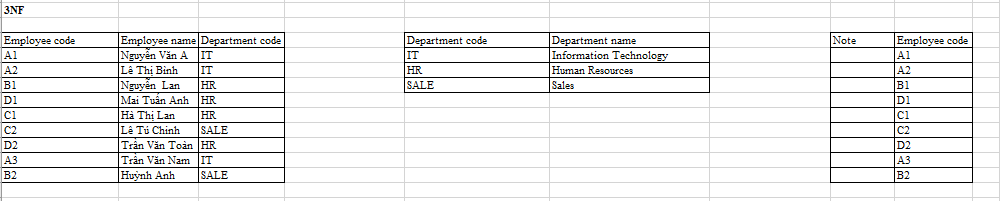 3NF
Employee code Employee name Department code Department code Department name Note Employee code
A1 Nguyễn Văn A IT IT Information Technology A1
A2 Lê Thị Bình IT HR Human Resources A2
B1 Nguyễn Lan HR SALE Sales B1
D1 Mai Tuấn Anh HR D1
C1 Hà Thị Lan HR C1
C2 Lê Tú Chinh SALE C2
D2 Trần Văn Toàn HR D2
A3 Trần Văn Nam IT A3
B2 Huỳnh Anh SALE B2